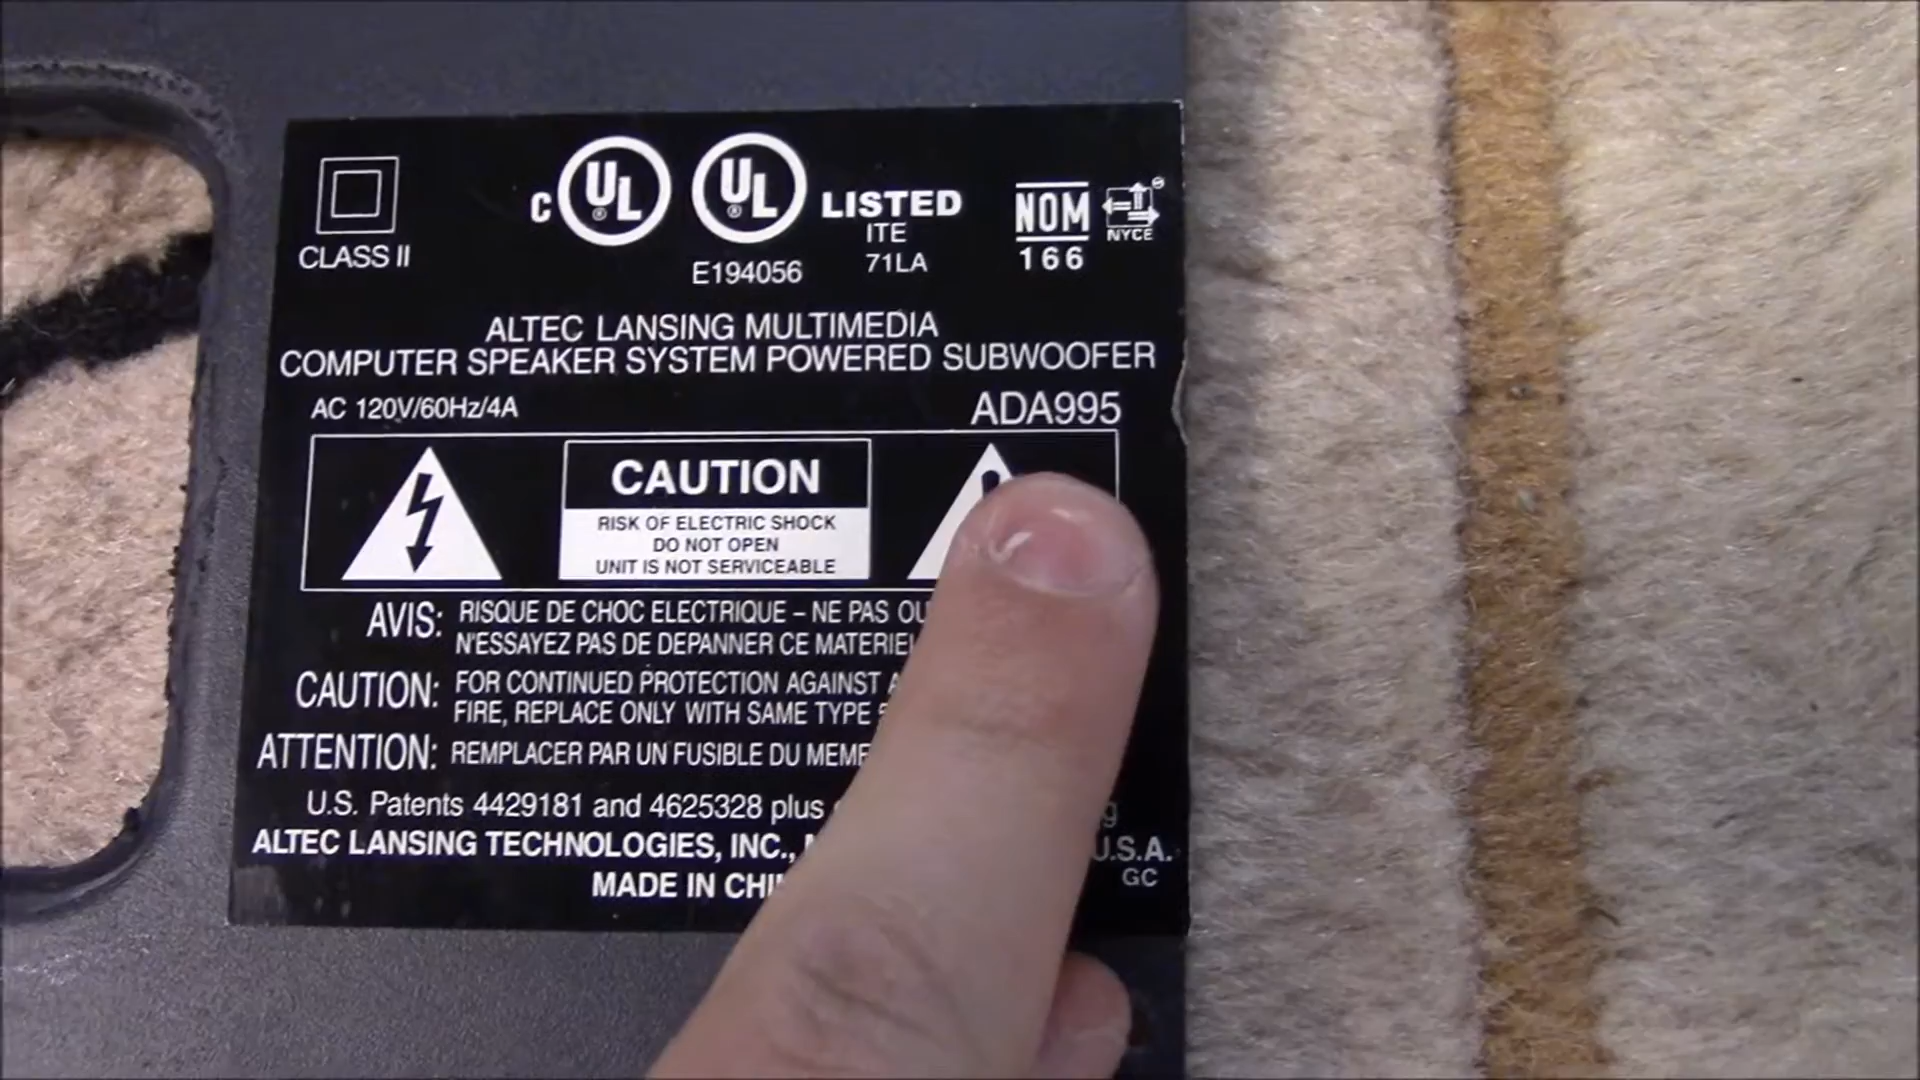 C UL UL LISTED NOM
CLASS II E194056 ITE 71LA 166 NYCE
ALTEC LANSING MULTIMEDIA
COMPUTER SPEAKER SYSTEM POWERED SUBWOOFER
AC 120V/60Hz/4A ADA995
CAUTION
RISK OF ELECTRIC SHOCK
DO NOT OPEN
UNIT IS NOT SERVICEABLE
AVIS: RISQUE DE CHOC ELECTRIQUE – NE PAS
N'ESSAYEZ PAS DE DEPANNER CE
CAUTION: FOR CONTINUED PROTECTION AGAINST
FIRE, REPLACE ONLY WITH SAME TYPE
ATTENTION: REMPLACER PAR UN FUSIBLE DU
U.S. Patents 4429181 and 4625328 plus
ALTEC LANSING TECHNOLOGIES, INC., U.S.A.
MADE IN GC